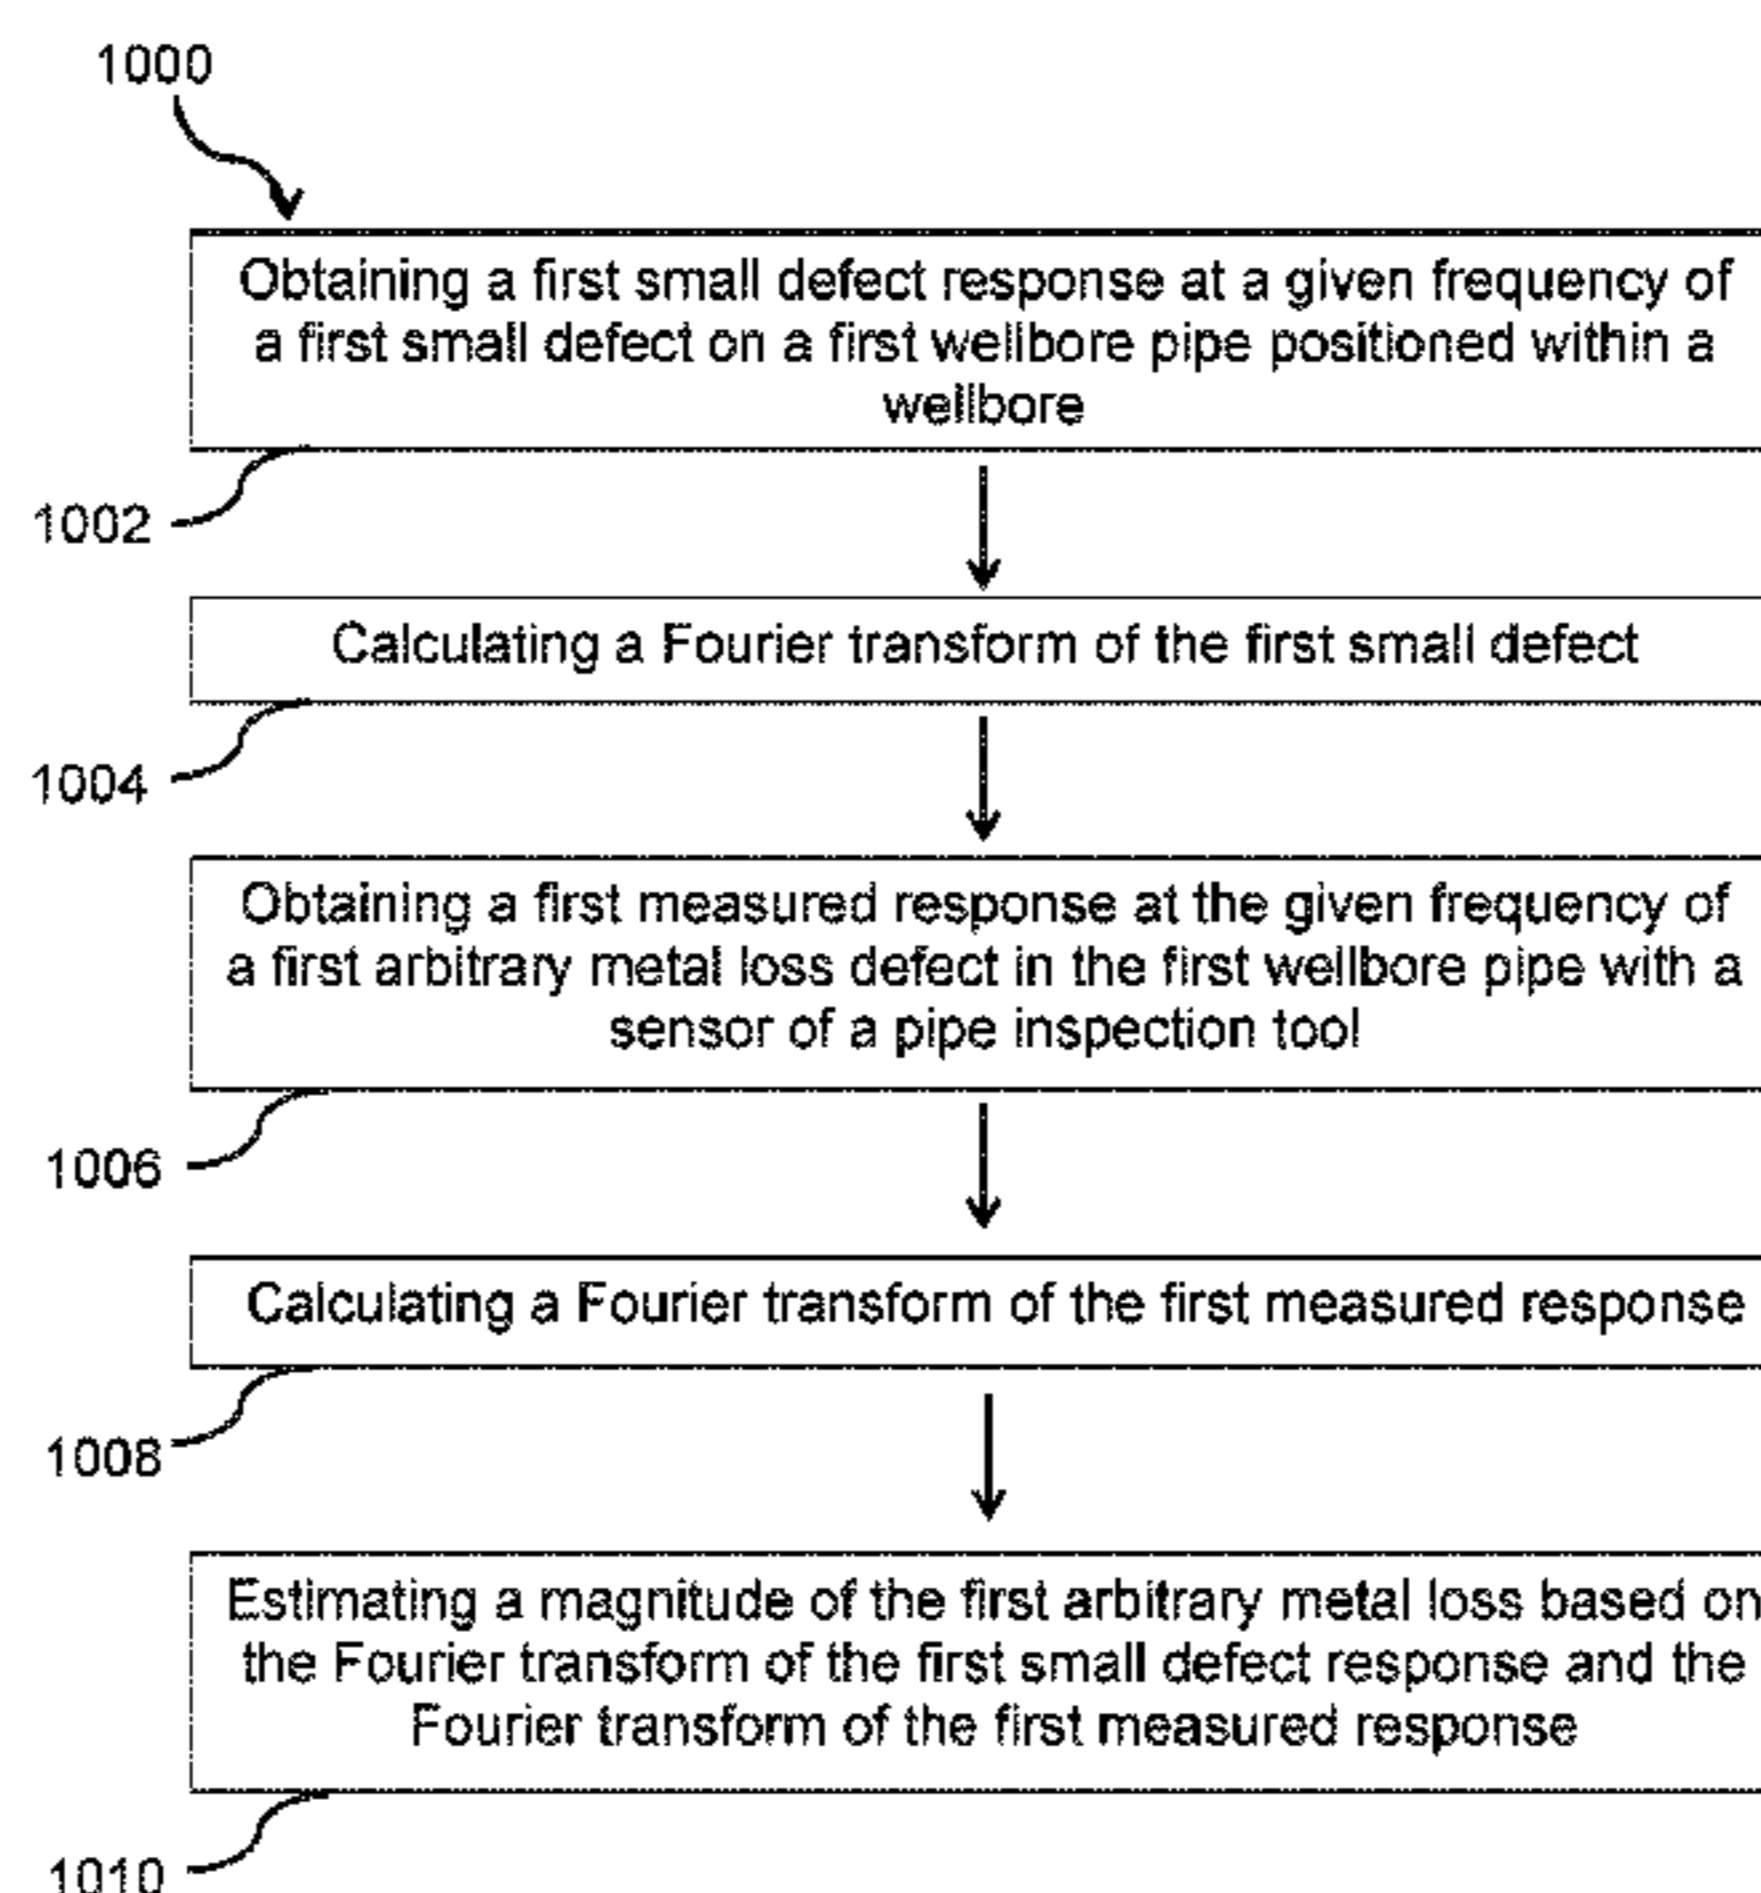 1000
Obtaining a first small defect response at a given frequency of
a first small defect on a first wellbore pipe positioned within a
wellbore
1002
Calculating a Fourier transform of the first small defect
1004
Obtaining a first measured response at the given frequency of
a first arbitrary metal loss defect in the first wellbore pipe with a
sensor of a pipe inspection tool
1006
Calculating a Fourier transform of the first measured response
1008
Estimating a magnitude of the first arbitrary metal loss based on
the Fourier transform of the first small defect response and the
Fourier transform of the first measured response
1010